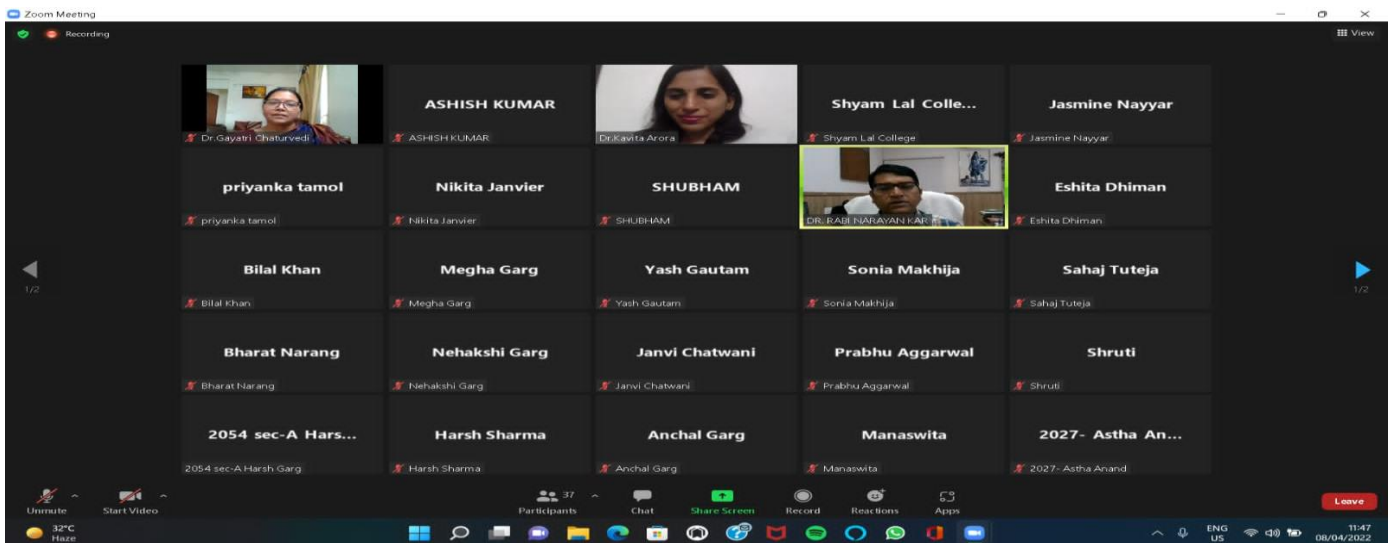 Zoom Meeting
Recording
View
ASHISH KUMAR
Shyam Lal Colle...
Jasmine Nayyar
Dr.Gayatri Chaturvedi
ASHISH KUMAR
Dr.Kavita Arora
Shyam Lal College
Jasmine Nayyar
priyanka tamol
Nikita Janvier
SHUBHAM
Eshita Dhiman
priyanka tamol
Nikita Janvier
SHUBHAM
DR. RABI NARAYAN KAR
Eshita Dhiman
Bilal Khan
Megha Garg
Yash Gautam
Sonia Makhija
Sahaj Tuteja
1/2
1/2
Bilal Khan
Megha Garg
Yash Gautam
Sonia Makhija
Sahaj Tuteja
Bharat Narang
Nehakshi Garg
Janvi Chatwani
Prabhu Aggarwal
Shruti
Bharat Narang
Nehakshi Garg
Janvi Chatwani
Prabhu Aggarwal
Shruti
2054 sec-A Hars...
Harsh Sharma
Anchal Garg
Manaswita
2027- Astha An...
2054 sec-A Harsh Garg
Harsh Sharma
Anchal Garg
Manaswita
2027- Astha Anand
37
Unmute
Start Video
Participants
Chat
Share Screen
Record
Reactions
Apps
Leave
32°C
Haze
ENG
US
11:47
08/04/2022